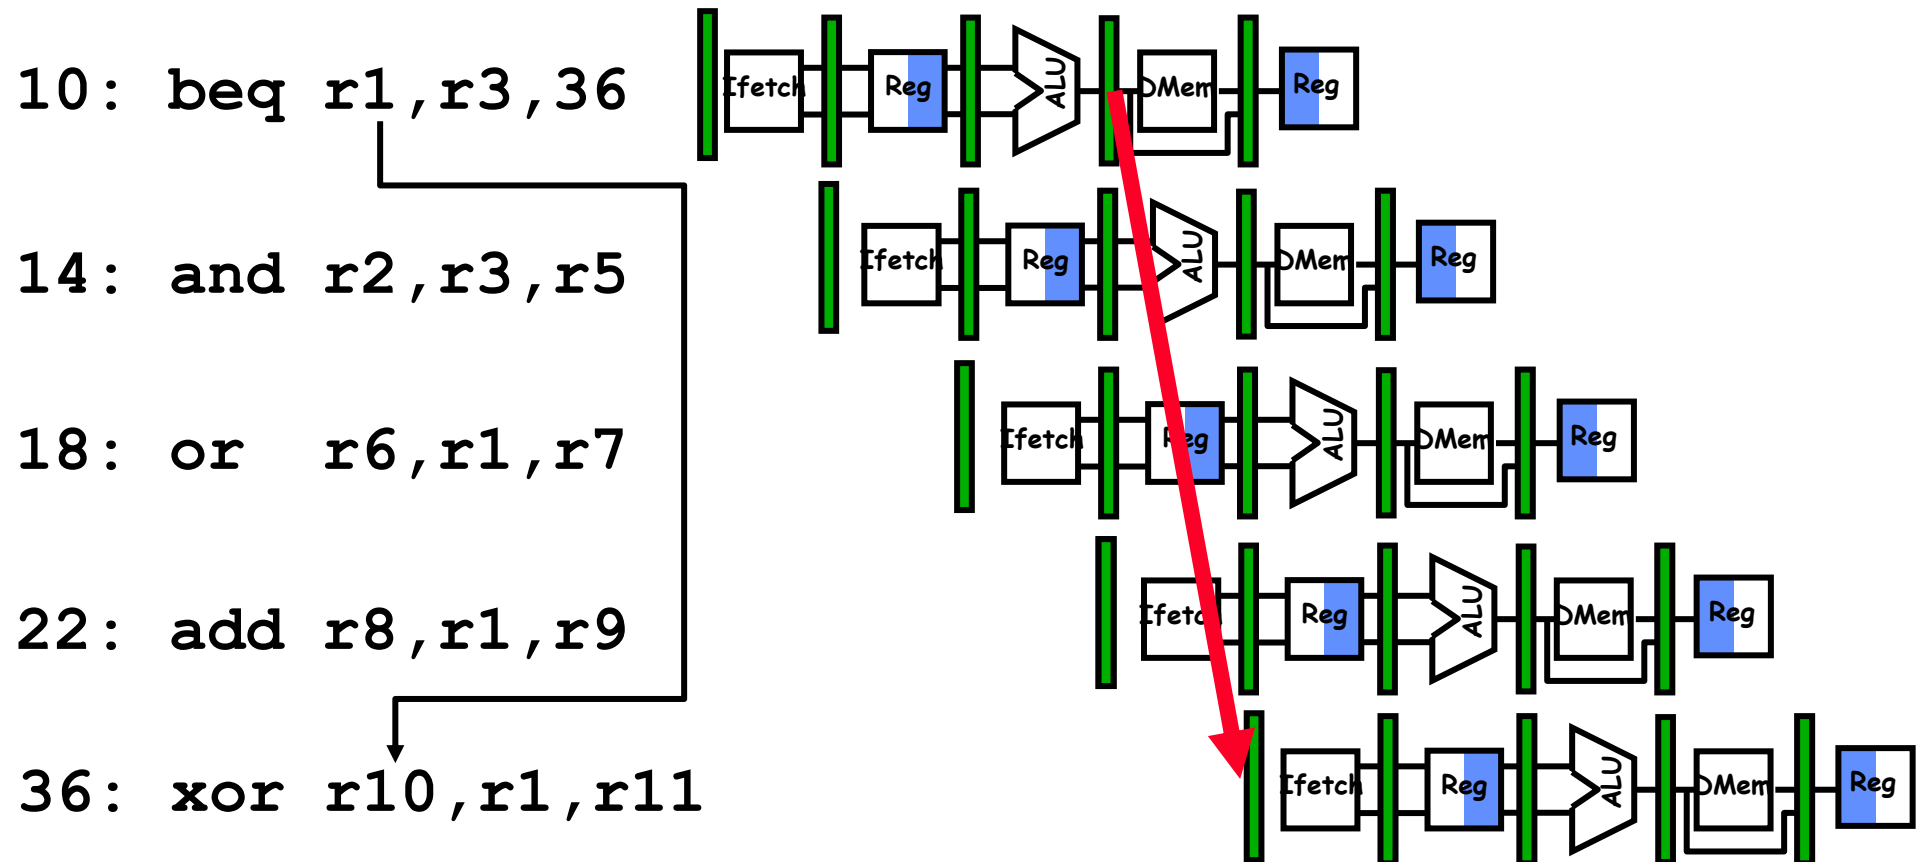 10: beq r1,r3,36 Ifetch Reg ALU DMem Reg
14: and r2,r3,r5 Ifetch Reg ALU DMem Reg
18: or r6,r1,r7 Ifetch Reg ALU DMem Reg
22: add r8,r1,r9 Ifetch Reg ALU DMem Reg
36: xor r10,r1,r11 Ifetch Reg ALU DMem Reg